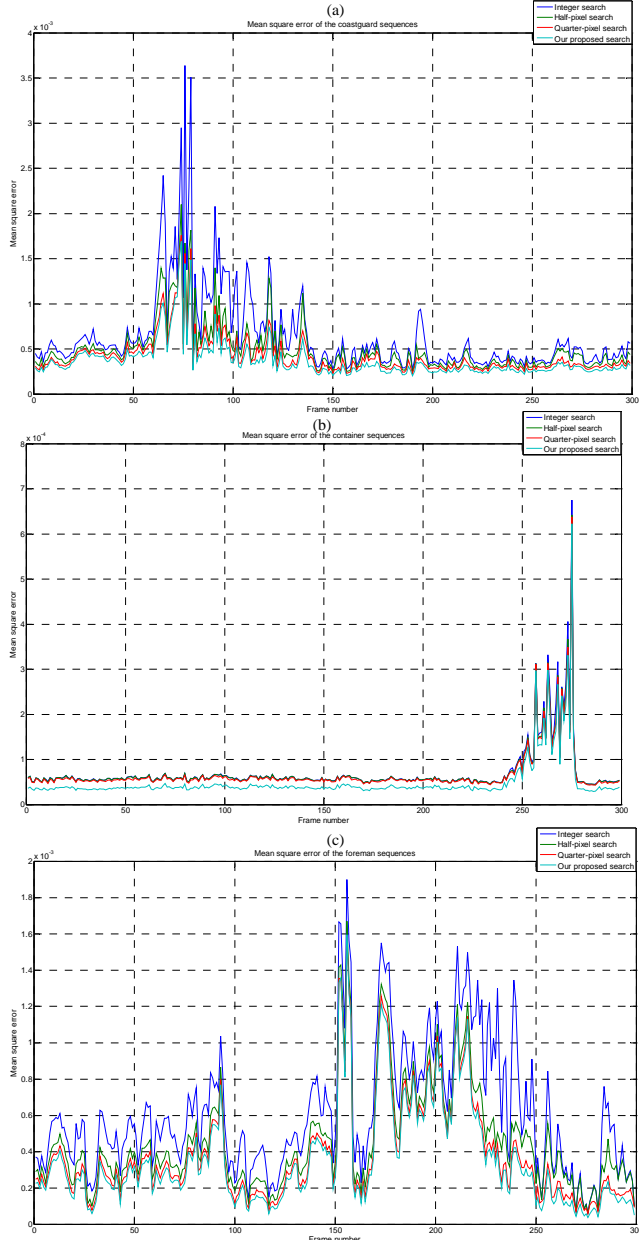 (a)
Mean square error of the coastguard sequences
Integer search
Half-pixel search
Quarter-pixel search
Our proposed search
x 10^-3
4
3.5
3
2.5
2
1.5
1
0.5
0
Mean square error
0 50 100 150 200 250 300
Frame number
(b)
Mean square error of the container sequences
Integer search
Half-pixel search
Quarter-pixel search
Our proposed search
x 10^-4
8
7
6
5
4
3
2
1
0
Mean square error
0 50 100 150 200 250 300
Frame number
(c)
Mean square error of the foreman sequences
Integer search
Half-pixel search
Quarter-pixel search
Our proposed search
x 10^-3
2
1.8
1.6
1.4
1.2
1
0.8
0.6
0.4
0.2
0
Mean square error
0 50 100 150 200 250 300
Frame number